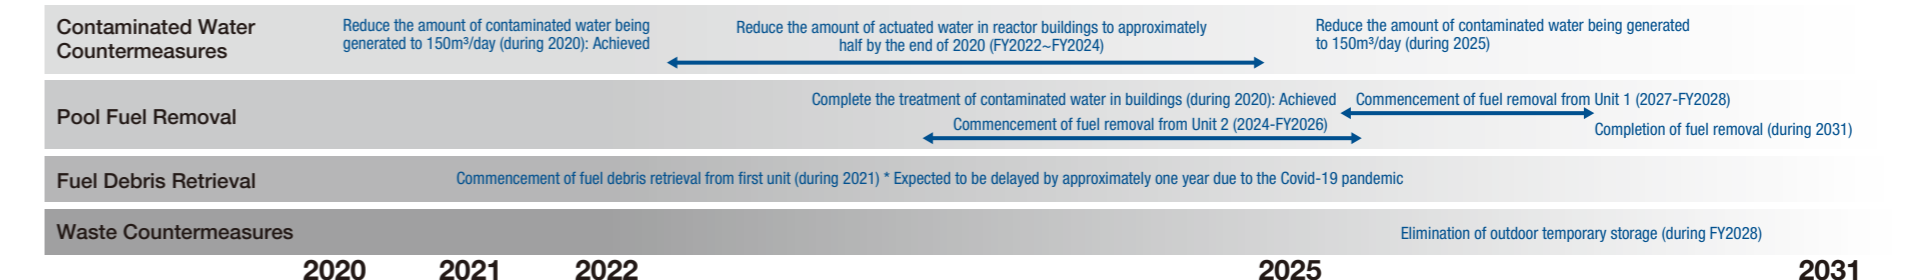 Contaminated Water
Countermeasures
Reduce the amount of contaminated water being
generated to 150m³/day (during 2020): Achieved
Reduce the amount of actuated water in reactor buildings to approximately
half by the end of 2020 (FY2022~FY2024)
Reduce the amount of contaminated water being generated
to 150m³/day (during 2025)
Pool Fuel Removal
Complete the treatment of contaminated water in buildings (during 2020): Achieved
Commencement of fuel removal from Unit 1 (2027-FY2028)
Commencement of fuel removal from Unit 2 (2024-FY2026)
Completion of fuel removal (during 2031)
Fuel Debris Retrieval
Commencement of fuel debris retrieval from first unit (during 2021) * Expected to be delayed by approximately one year due to the Covid-19 pandemic
Waste Countermeasures
Elimination of outdoor temporary storage (during FY2028)
2020 2021 2022 2025 2031